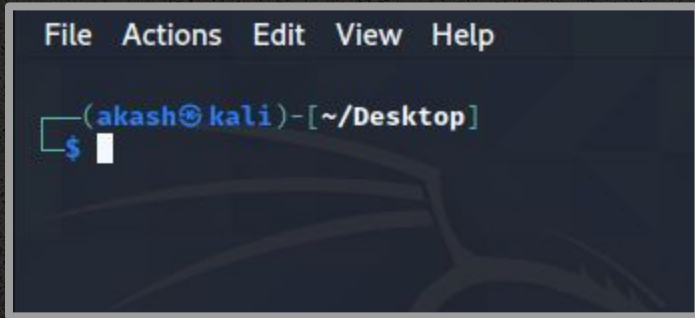 File Actions Edit View Help
┌──(akash㉿kali)-[~/Desktop]
└─$